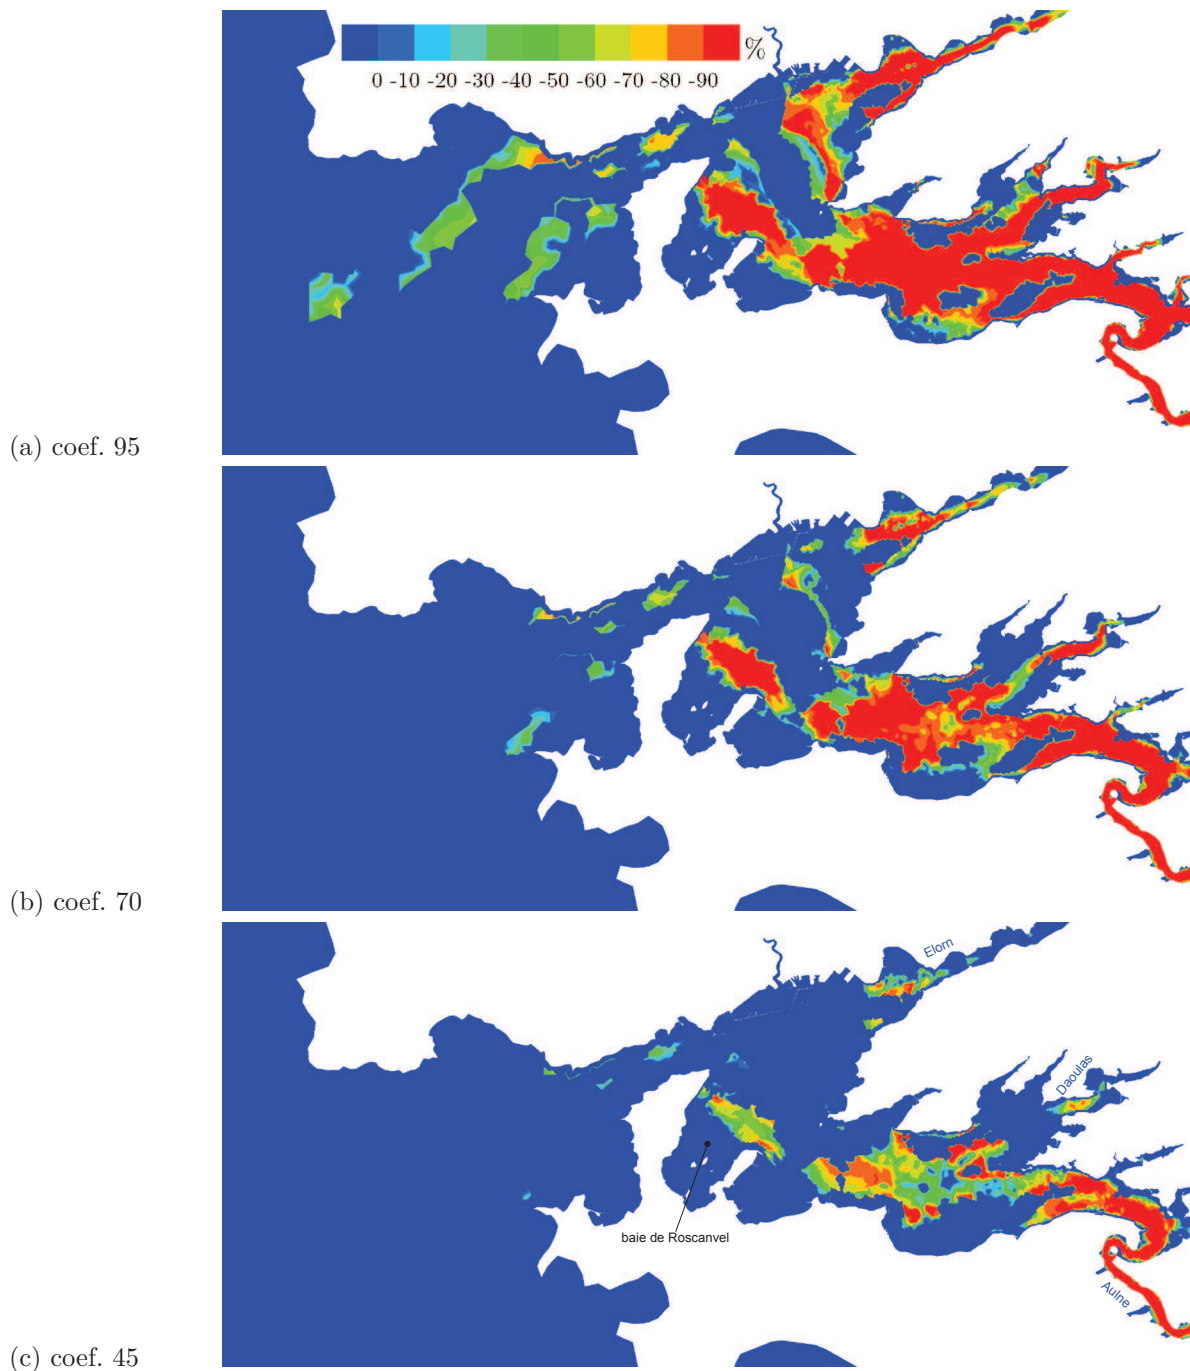 %
0 -10 -20 -30 -40 -50 -60 -70 -80 -90
(a) coef. 95
(b) coef. 70
Elorn
Daoulas
baie de Roscanvel
Aulne
(c) coef. 45